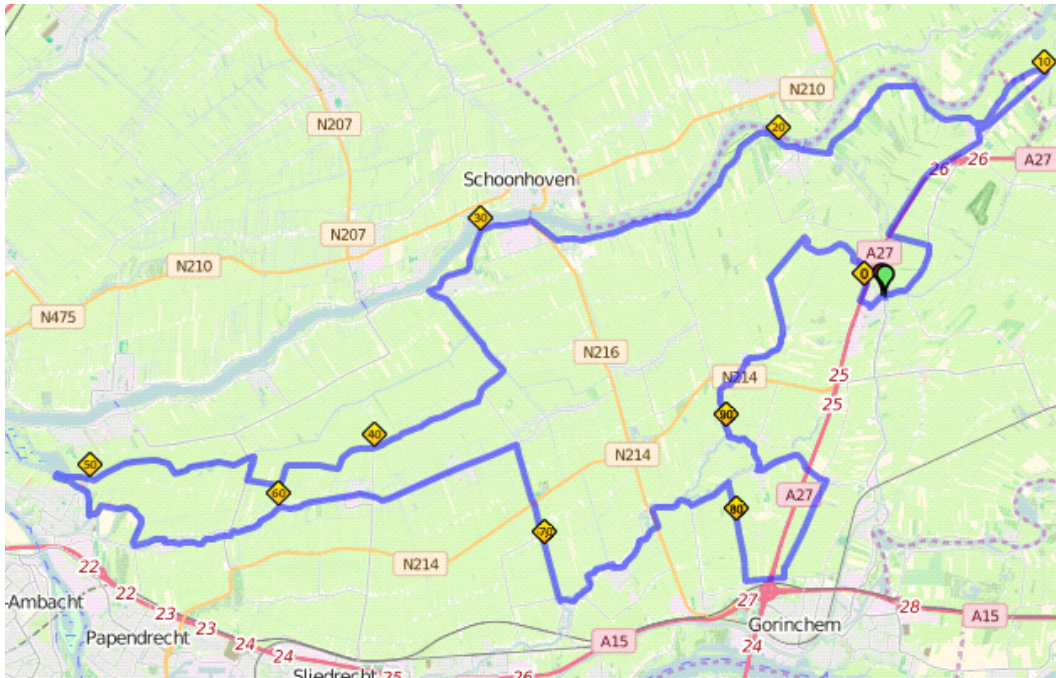 10
N210
N207
20
26
26
A27
Schoonhoven
30
N207
A27
N210
0
N475
N216
25
N214
25
90
40
N214
50
60
A27
80
70
22
N214
22
27
28
-Ambacht
23
A15
23
Papendrecht
Gorinchem
24
A15
24
24
Sliedrecht
25
26